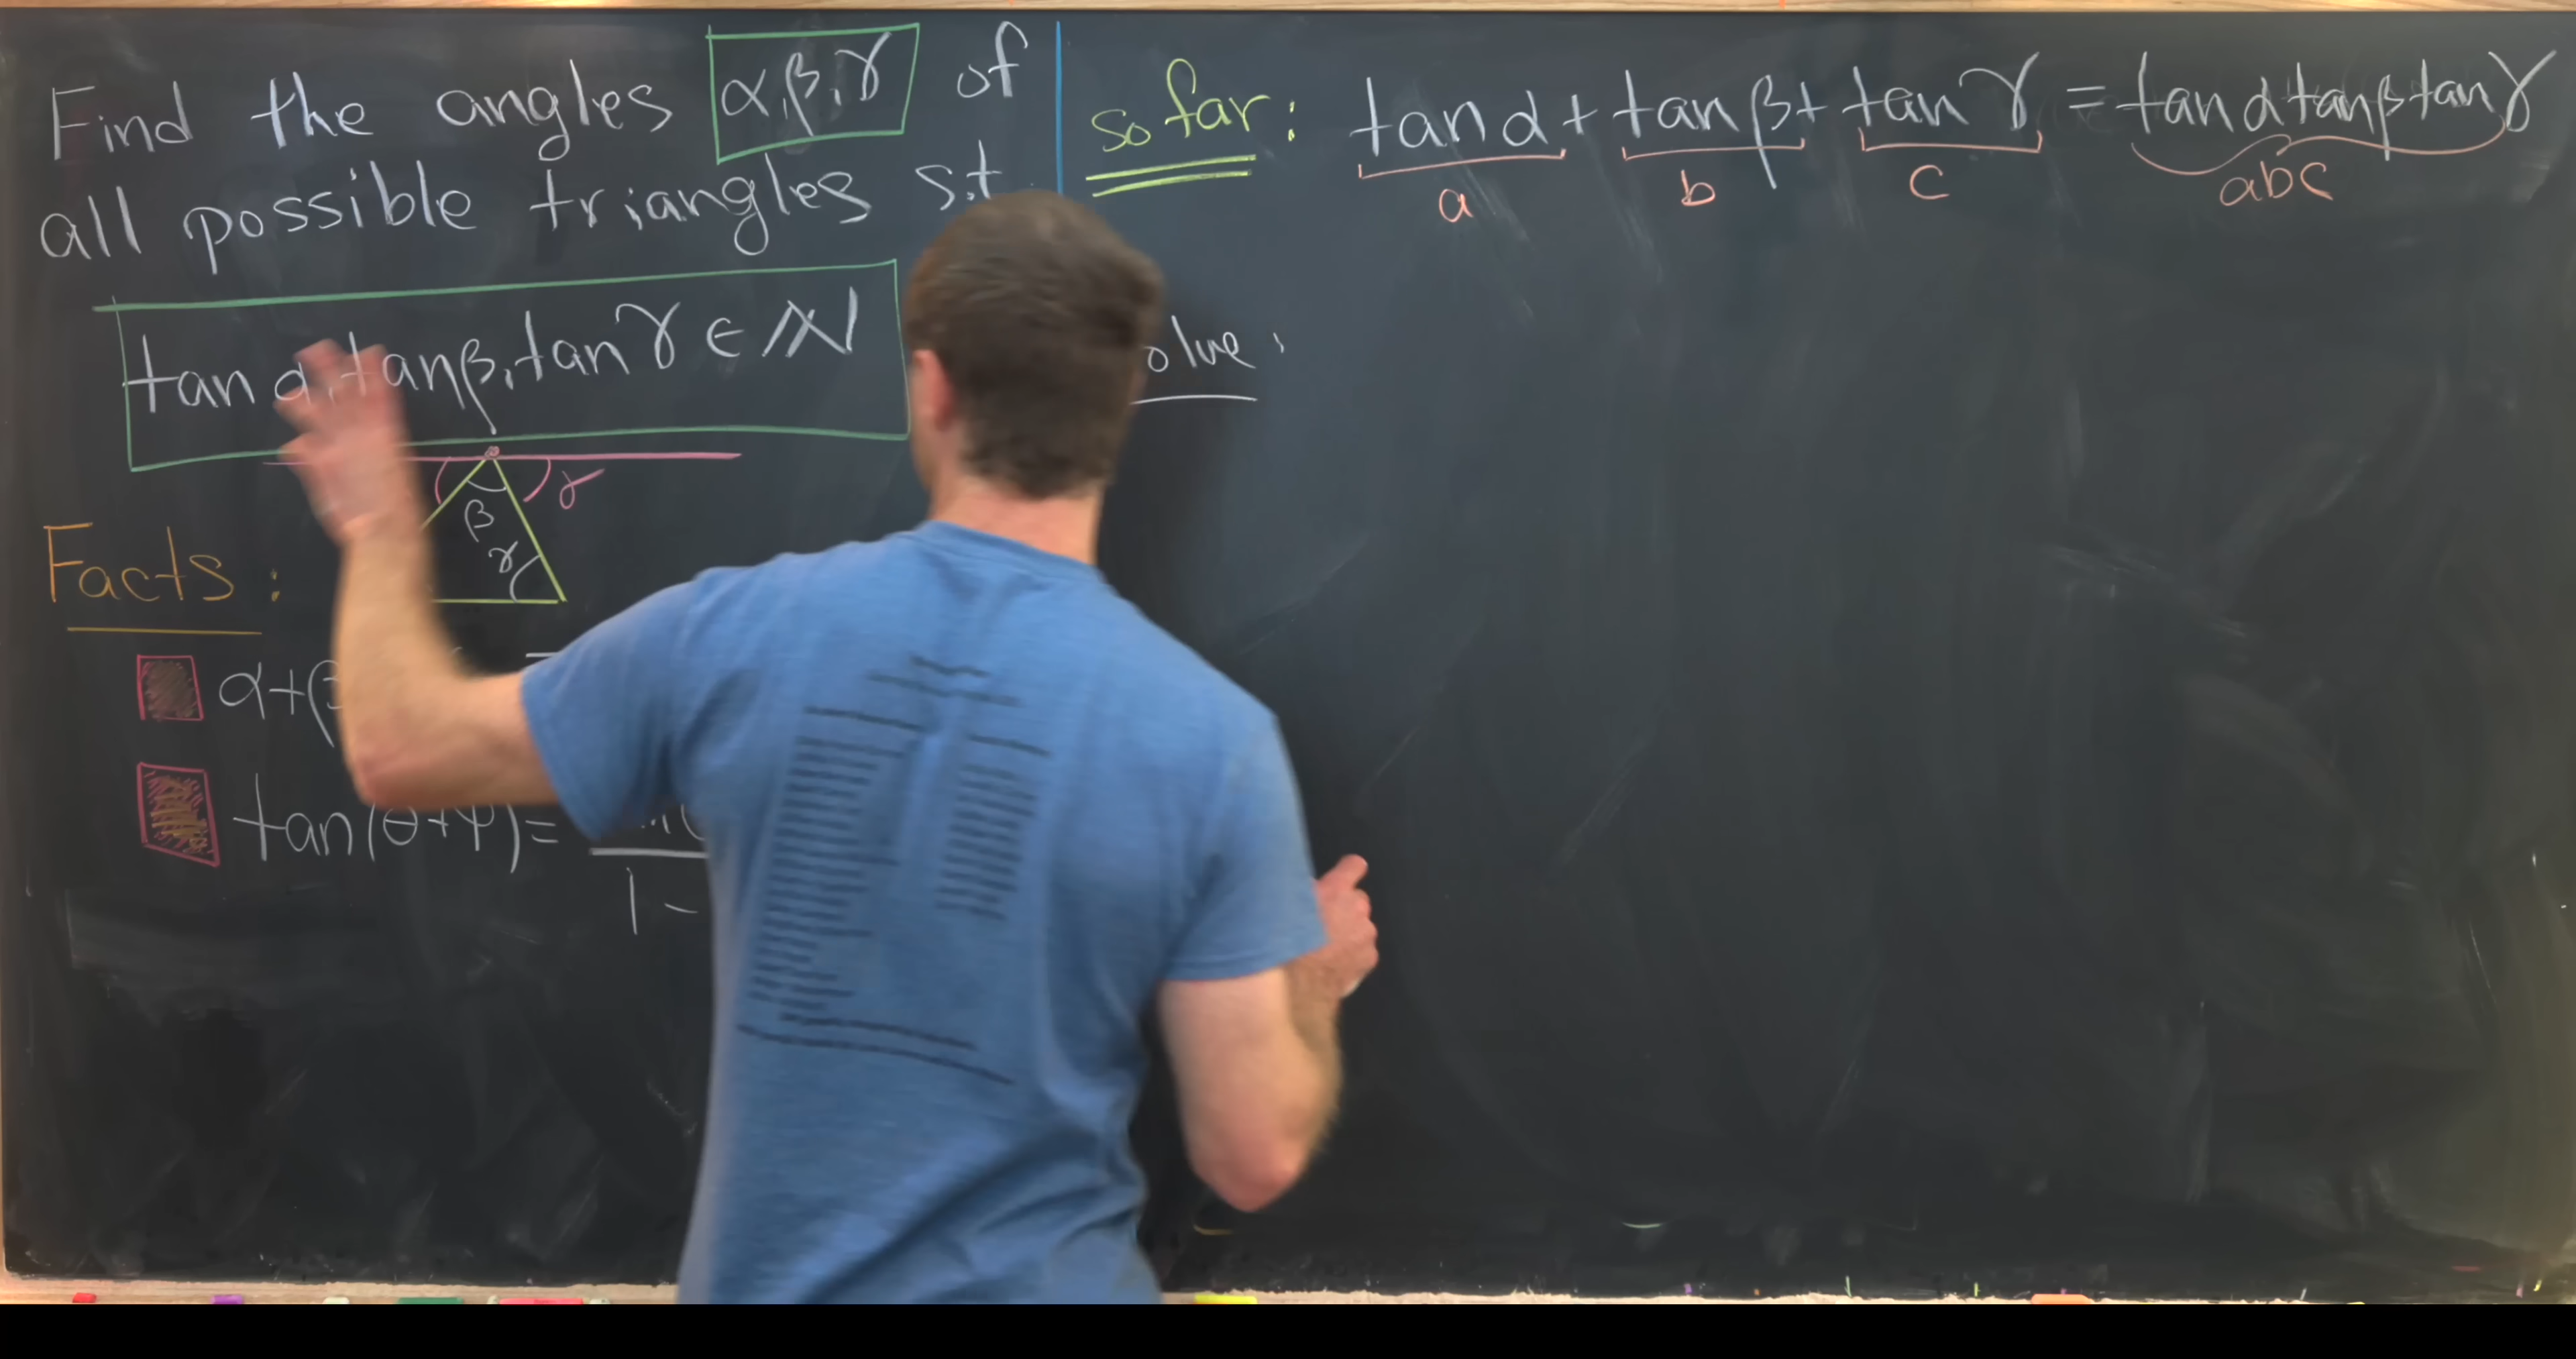 Find the angles α,β,γ of
all possible triangles s.t
tan α, tan β, tan γ ∈ ℕ
γ
β
γ
Facts:
α+β
tan(θ+ψ)=
1-
so far: tan α + tan β + tan γ = tan α tan β tan γ
a b c abc